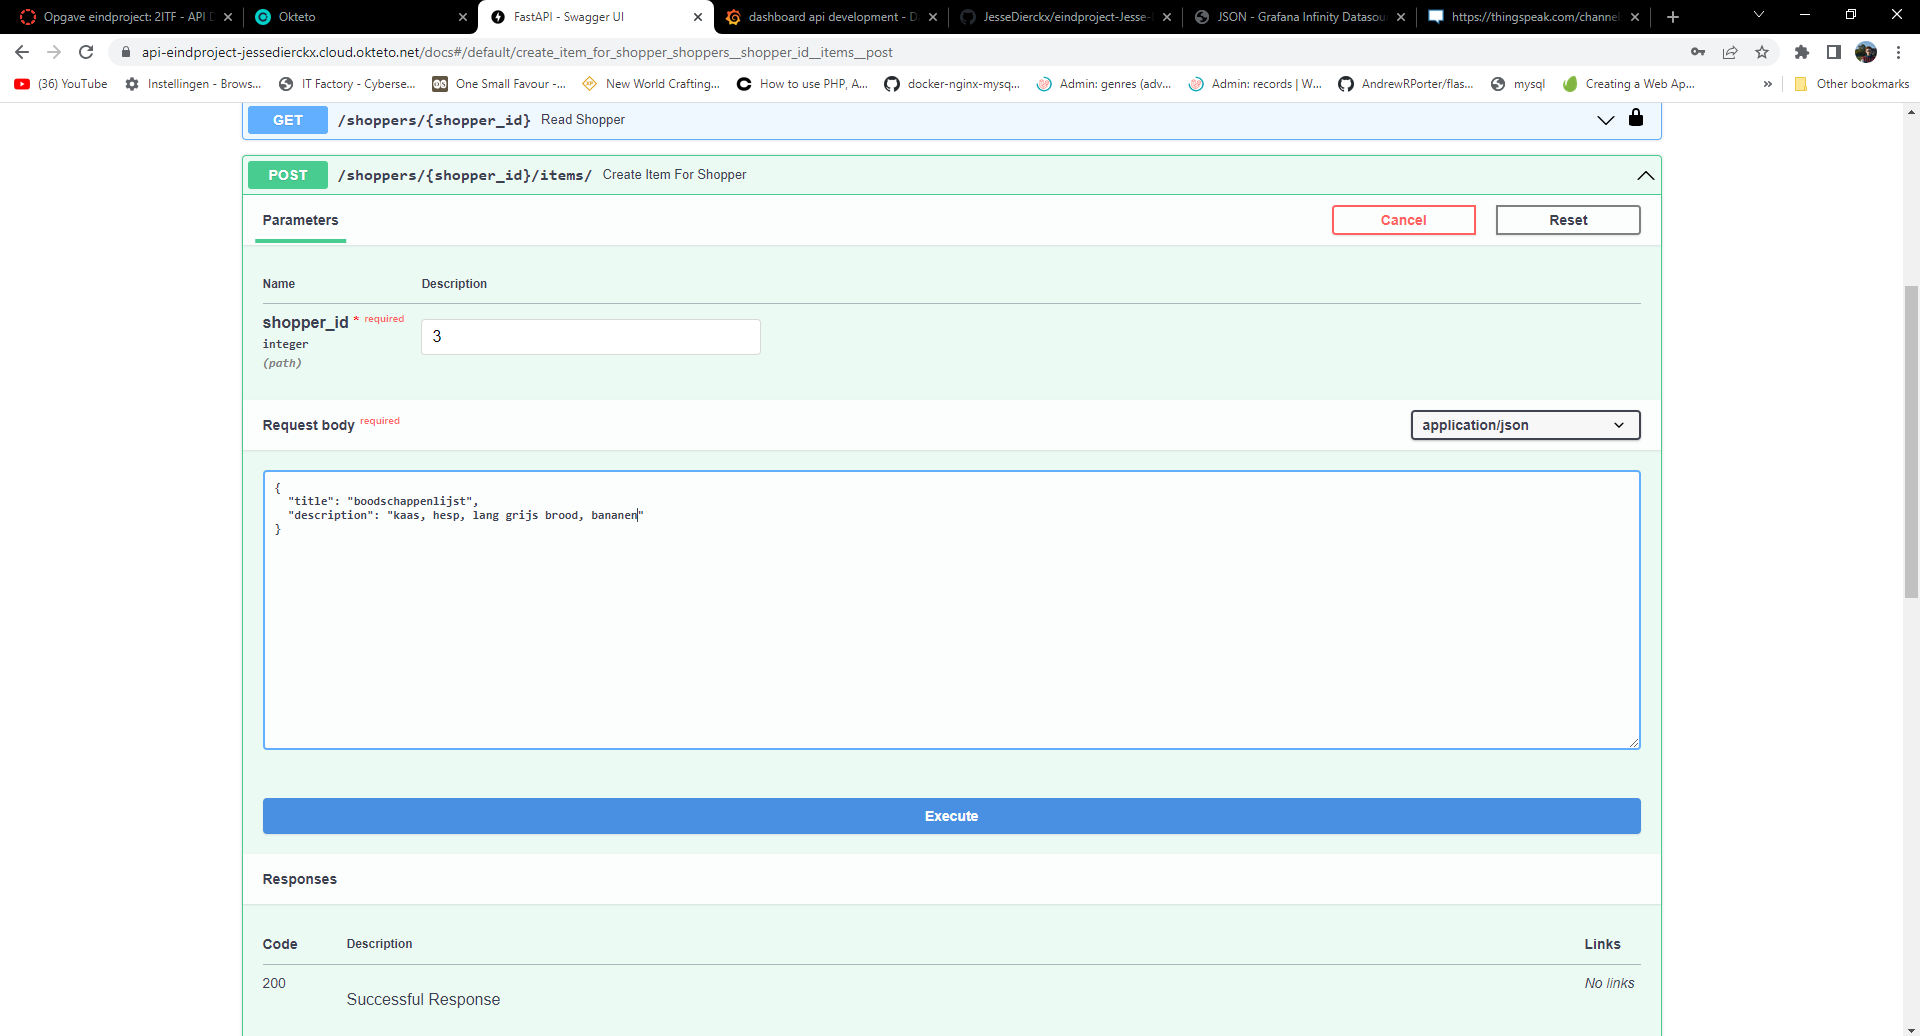 Opgave eindproject: 2ITF - API D
Okteto
FastAPI - Swagger UI
dashboard api development - D
JesseDierckx/eindproject-Jesse-
JSON - Grafana Infinity Datasou
https://thingspeak.com/channe
api-eindproject-jessedierckx.cloud.okteto.net/docs#/default/create_item_for_shopper_shoppers__shopper_id__items__post
(36) YouTube
Instellingen - Brows...
IT Factory - Cyberse...
One Small Favour -...
New World Crafting...
How to use PHP, A...
docker-nginx-mysq...
Admin: genres (adv...
Admin: records | W...
AndrewRPorter/flas...
mysql
Creating a Web Ap...
»
Other bookmarks
GET /shoppers/{shopper_id} Read Shopper
POST /shoppers/{shopper_id}/items/ Create Item For Shopper
Parameters
Cancel
Reset
Name Description
shopper_id * required
integer
(path)
3
Request body required
application/json
{
"title": "boodschappenlijst",
"description": "kaas, hesp, lang grijs brood, bananen"
}
Execute
Responses
Code Description Links
200 No links
Successful Response